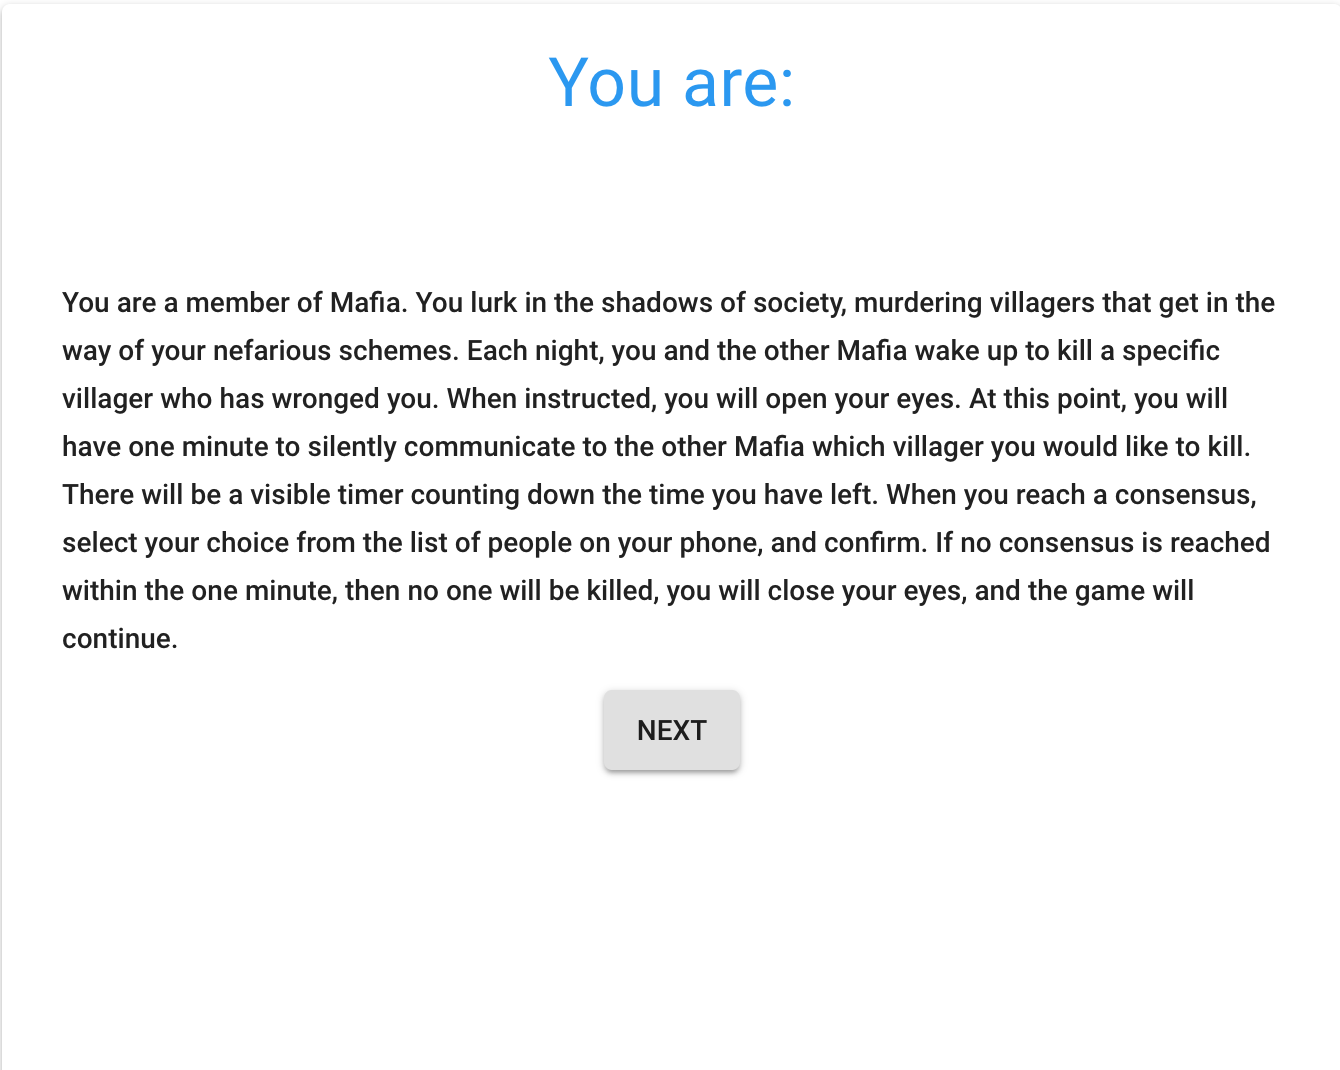 You are:
You are a member of Mafia. You lurk in the shadows of society, murdering villagers that get in the
way of your nefarious schemes. Each night, you and the other Mafia wake up to kill a specific
villager who has wronged you. When instructed, you will open your eyes. At this point, you will
have one minute to silently communicate to the other Mafia which villager you would like to kill.
There will be a visible timer counting down the time you have left. When you reach a consensus,
select your choice from the list of people on your phone, and confirm. If no consensus is reached
within the one minute, then no one will be killed, you will close your eyes, and the game will
continue.
NEXT